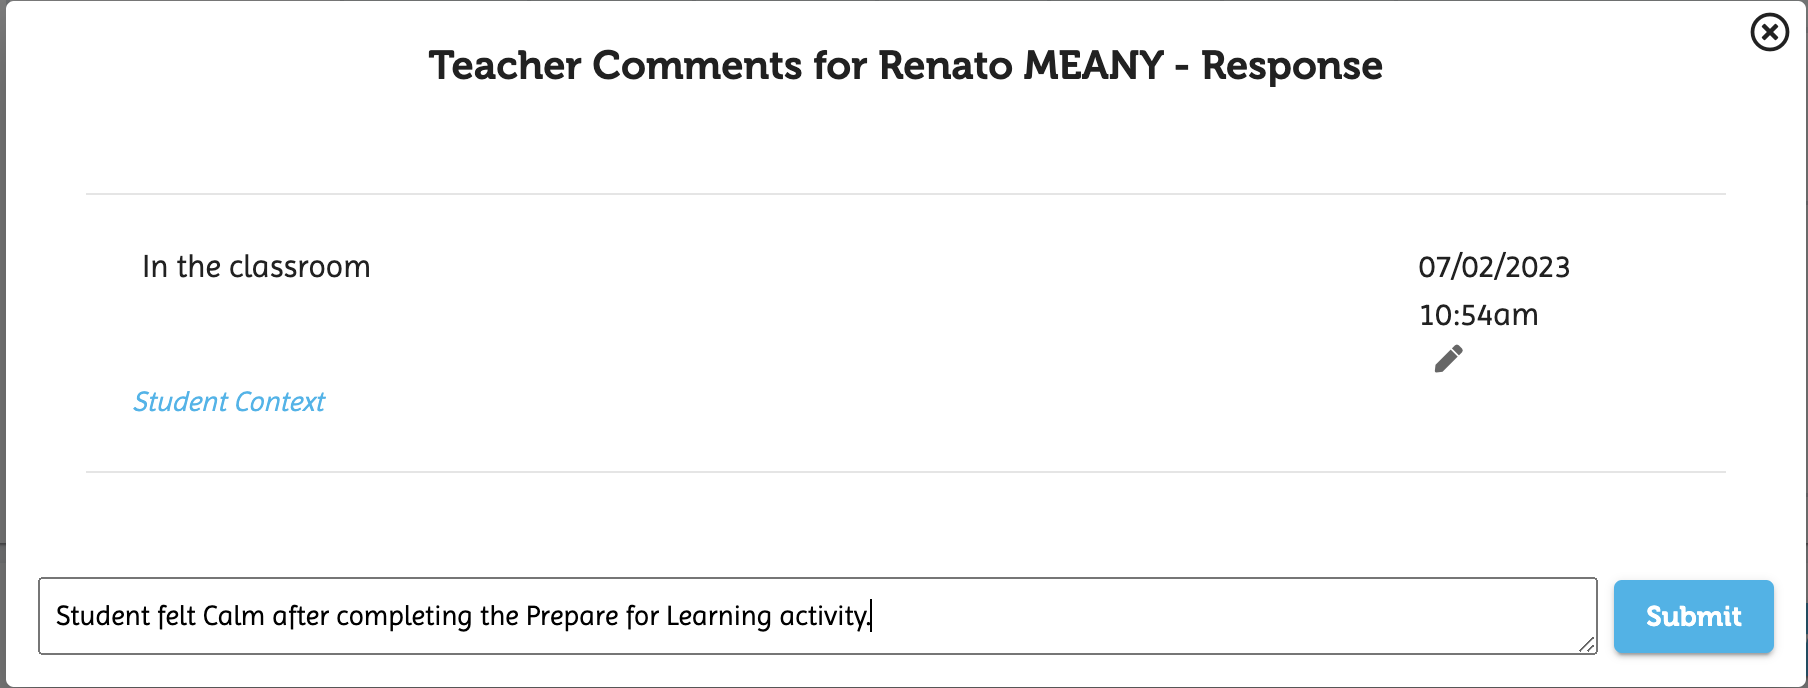 Teacher Comments for Renato MEANY - Response
In the classroom
07/02/2023
10:54am
Student Context
Student felt Calm after completing the Prepare for Learning activity.
Submit